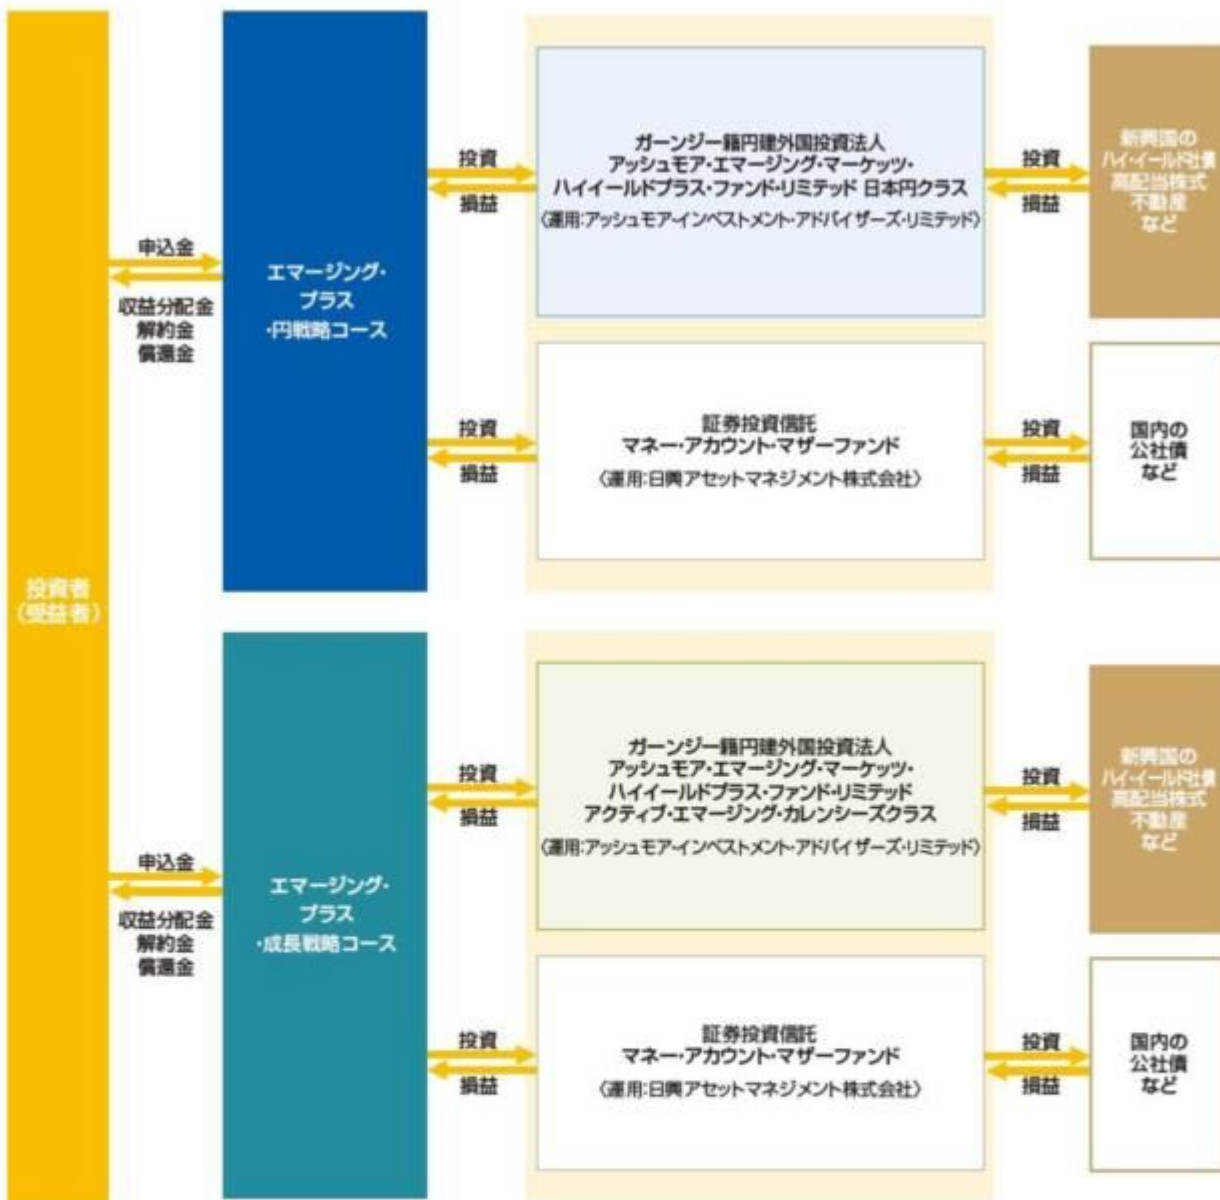 投資者
(受益者)
申込金
収益分配金
解約金
償還金
エマージング・
プラス
・円戦略コース
投資
損益
ガーンジー籍円建外国投資法人
アッシュモア・エマージング・マーケッツ・
ハイイールドプラス・ファンド・リミテッド 日本円クラス
〈運用:アッシュモア・インベストメント・アドバイザーズ・リミテッド〉
投資
損益
新興国の
ハイ・イールド社債
高配当株式
不動産
など
投資
損益
証券投資信託
マネー・アカウント・マザーファンド
〈運用:日興アセットマネジメント株式会社〉
投資
損益
国内の
公社債
など
申込金
収益分配金
解約金
償還金
エマージング・
プラス
・成長戦略コース
投資
損益
ガーンジー籍円建外国投資法人
アッシュモア・エマージング・マーケッツ・
ハイイールドプラス・ファンド・リミテッド
アクティブ・エマージング・カレンシーズクラス
〈運用:アッシュモア・インベストメント・アドバイザーズ・リミテッド〉
投資
損益
新興国の
ハイ・イールド社債
高配当株式
不動産
など
投資
損益
証券投資信託
マネー・アカウント・マザーファンド
〈運用:日興アセットマネジメント株式会社〉
投資
損益
国内の
公社債
など